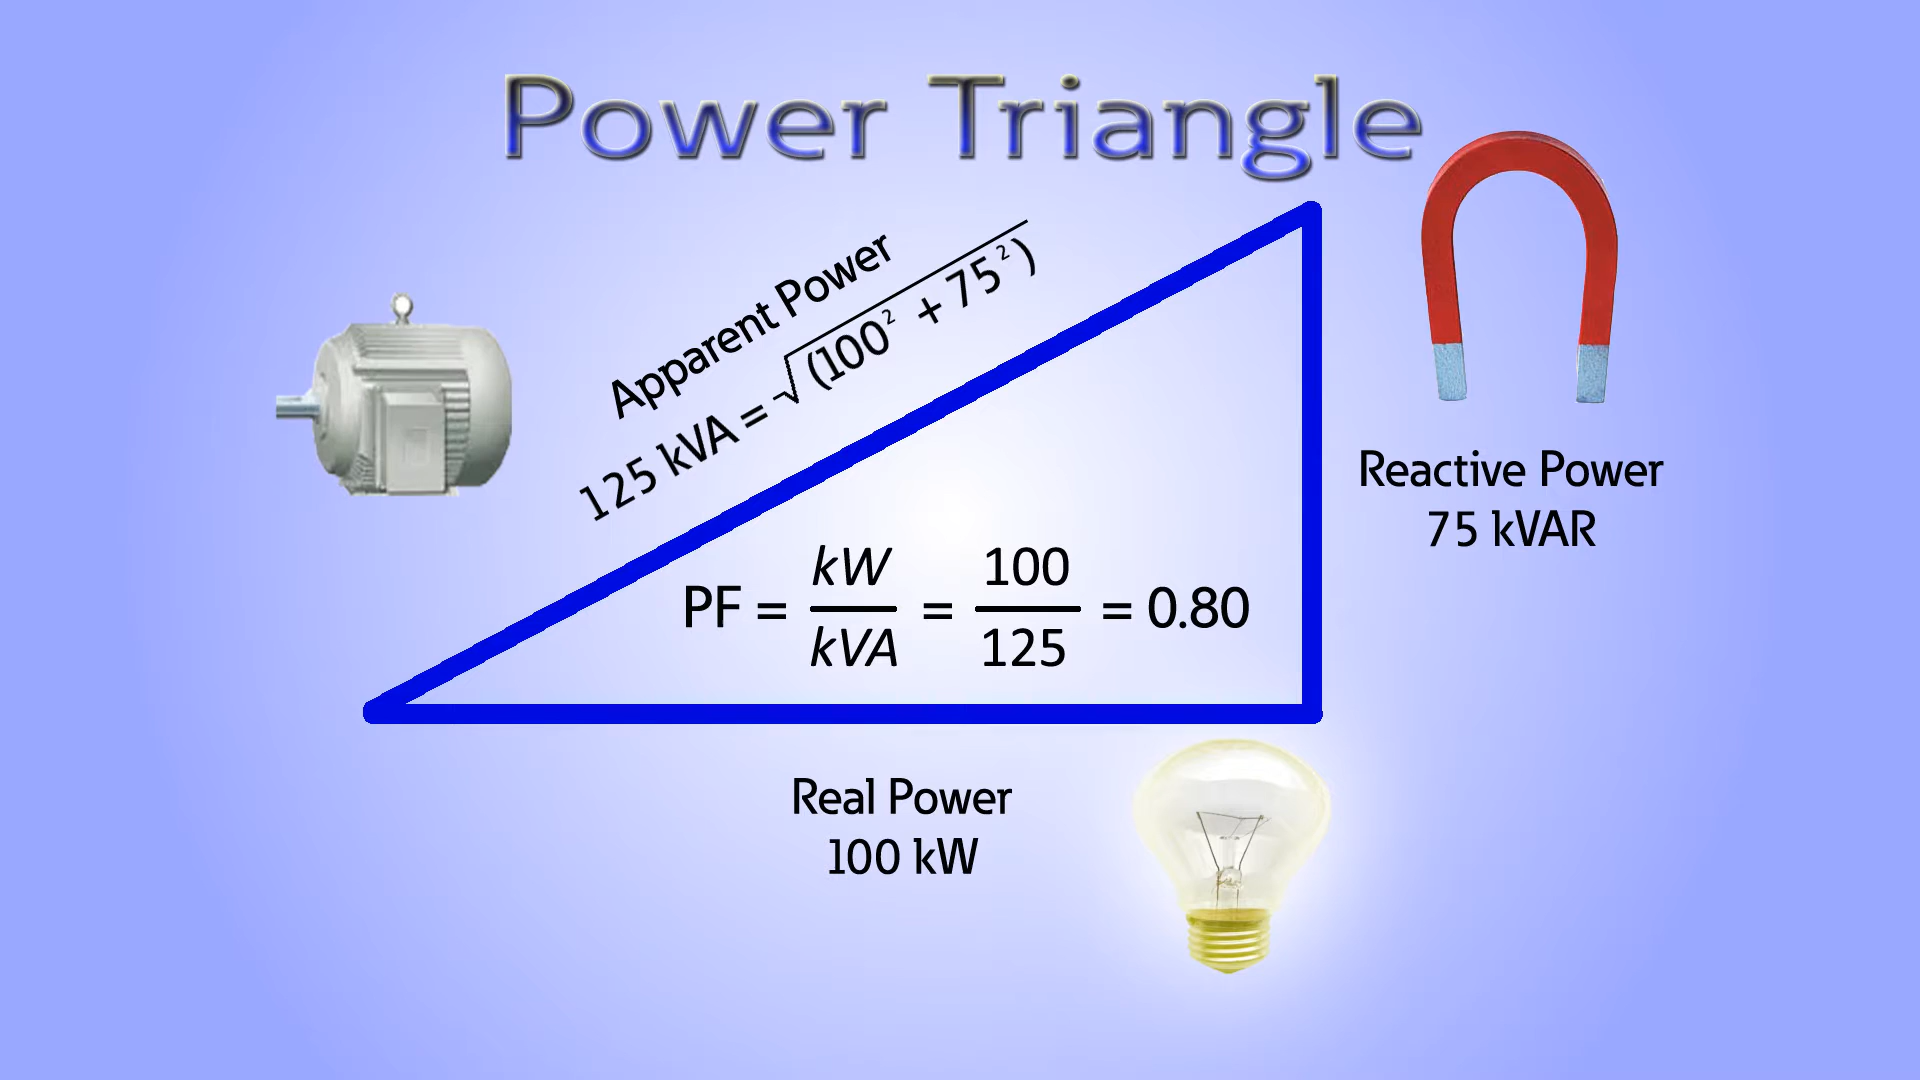 Power Triangle
Apparent Power
125 kVA = √(100² + 75²)
Reactive Power
75 kVAR
PF = kW/kVA = 100/125 = 0.80
Real Power
100 kW